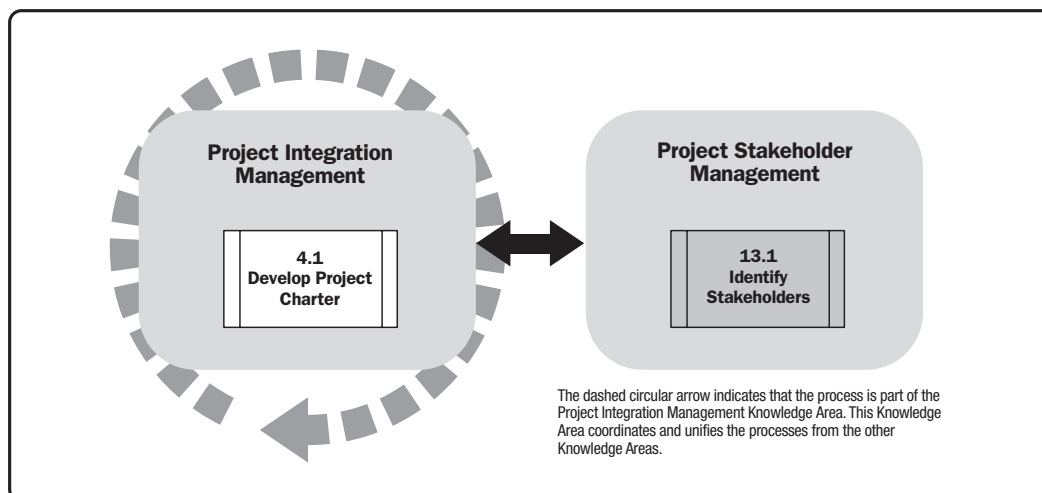 Project Integration
Management
4.1
Develop Project
Charter
Project Stakeholder
Management
13.1
Identify
Stakeholders
The dashed circular arrow indicates that the process is part of the
Project Integration Management Knowledge Area. This Knowledge
Area coordinates and unifies the processes from the other
Knowledge Areas.